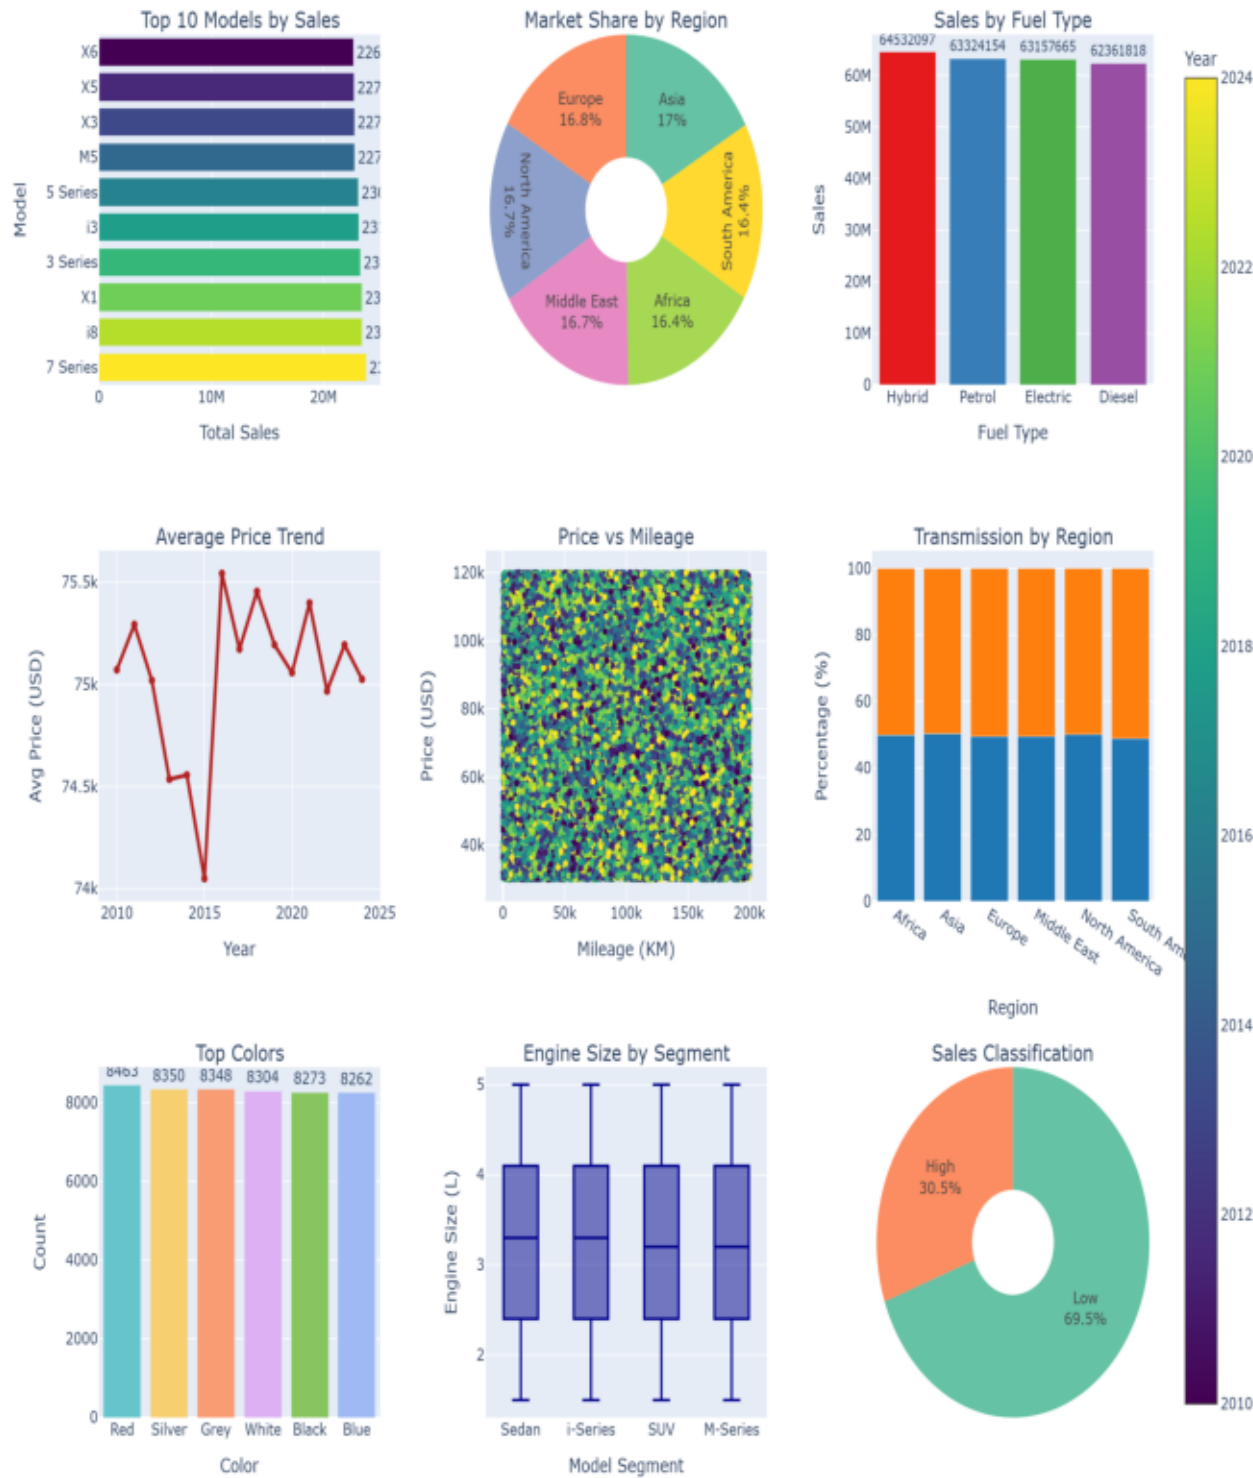 Top 10 Models by Sales
Model
X6
X5
X3
M5
5 Series
i3
3 Series
X1
i8
7 Series
226
227
227
227
230
231
23
23
23
0
10M
20M
Total Sales
Market Share by Region
Europe
16.8%
Asia
17%
North America
16.7%
South America
16.4%
Middle East
16.7%
Africa
16.4%
Sales by Fuel Type
Sales
64532097
63324154
63157665
62361818
60M
50M
40M
30M
20M
10M
0
Hybrid
Petrol
Electric
Diesel
Fuel Type
Year
2024
2022
2020
2018
2016
2014
2012
2010
Average Price Trend
Avg Price (USD)
75.5k
75k
74.5k
74k
2010
2015
2020
2025
Year
Price vs Mileage
Price (USD)
120k
100k
80k
60k
40k
0
50k
100k
150k
200k
Mileage (KM)
Transmission by Region
Percentage (%)
100
80
60
40
20
0
Africa
Asia
Europe
Middle East
North America
South Am
Region
Top Colors
Count
8463
8350
8348
8304
8273
8262
8000
6000
4000
2000
0
Red
Silver
Grey
White
Black
Blue
Color
Engine Size by Segment
Engine Size (L)
5
4
3
2
Sedan
i-Series
SUV
M-Series
Model Segment
Sales Classification
High
30.5%
Low
69.5%